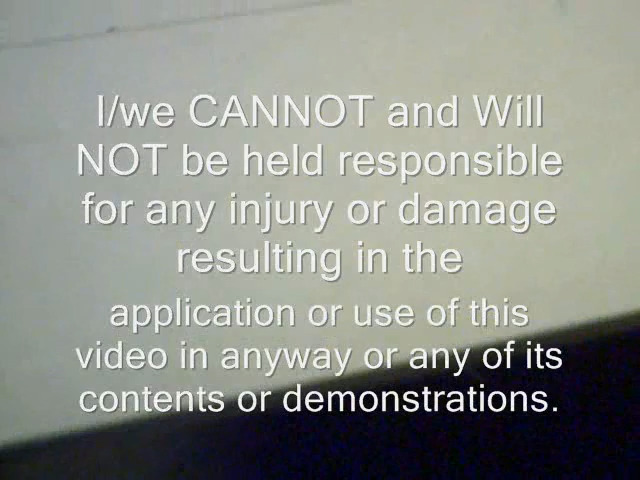 I/we CANNOT and Will
NOT be held responsible
for any injury or damage
resulting in the
application or use of this
video in anyway or any of its
contents or demonstrations.